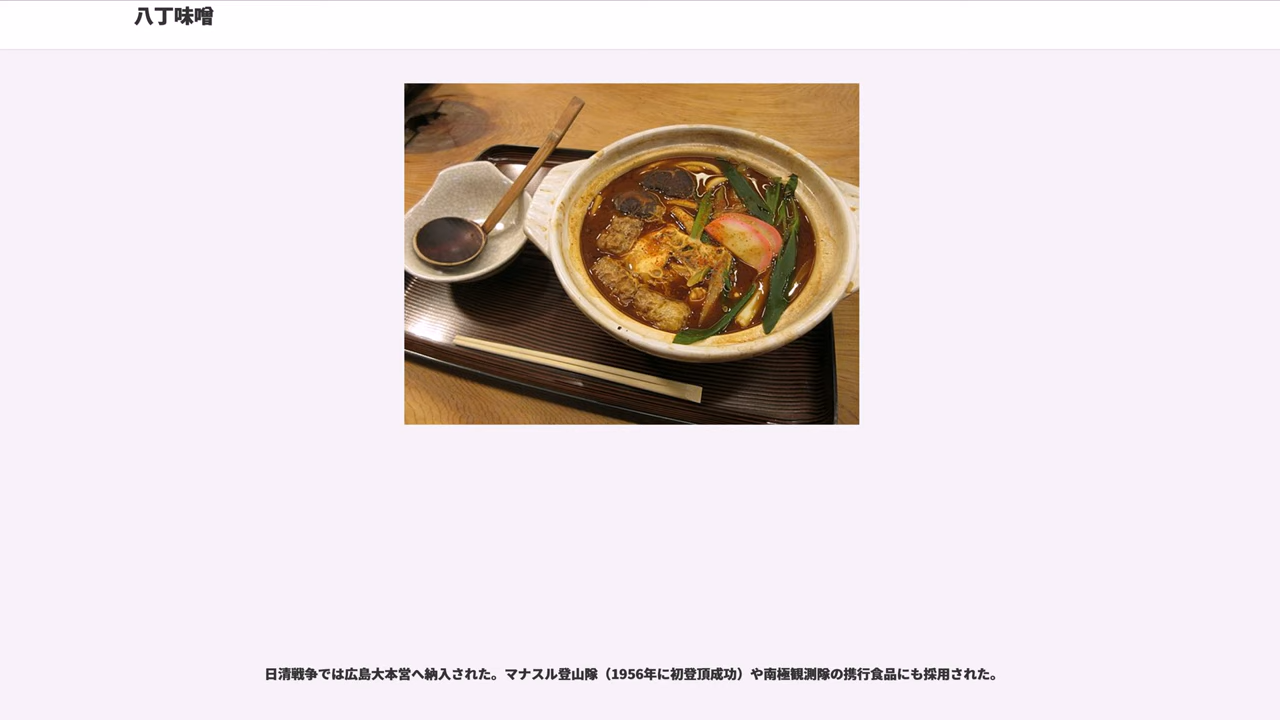 八丁味噌
日清戦争では広島大本営へ納入された。マナスル登山隊（1956年に初登頂成功）や南極観測隊の携行食品にも採用された。